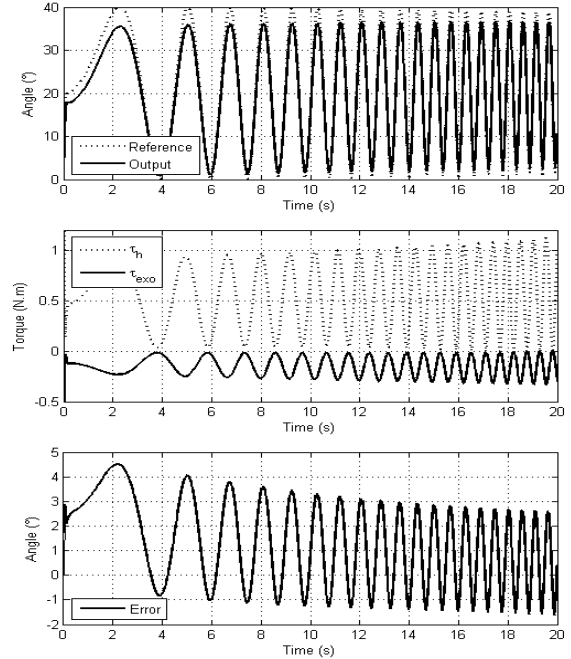 40
30
20
10
0
Angle (º)
Reference
Output
0 2 4 6 8 10 12 14 16 18 20
Time (s)
1
0.5
0
-0.5
Torque (N.m)
τh
τexo
0 2 4 6 8 10 12 14 16 18 20
Time (s)
5
4
3
2
1
0
-1
-2
Angle (º)
Error
0 2 4 6 8 10 12 14 16 18 20
Time (s)